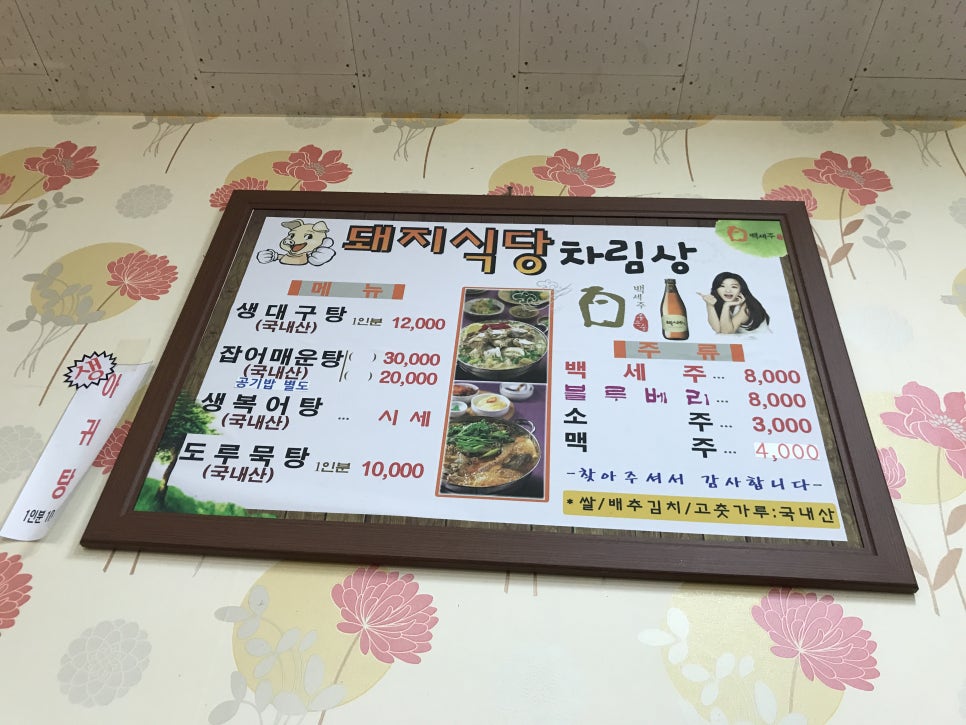 돼지식당 차림상
백세주
메 뉴
생대구탕 1인분 12,000
(국내산)
잡어매운탕 ( ) 30,000
(국내산) ( ) 20,000
공기밥 별도
생복어탕 ... 시세
(국내산)
도루묵탕 1인분 10,000
(국내산)
백세주
주 류
백 세 주 ... 8,000
블루베리 ... 8,000
소 주 ... 3,000
맥 주 ... 4,000
-찾아주셔서 감사합니다-
*쌀/배추김치/고춧가루:국내산
생
아귀탕
1인분